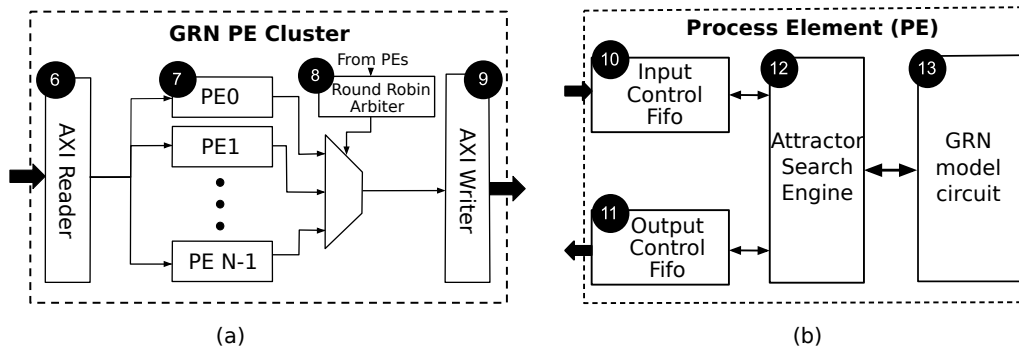 GRN PE Cluster
6
AXI Reader
7
PE0
PE1
PE N-1
From PEs
8
Round Robin
Arbiter
9
AXI Writer
(a)
Process Element (PE)
10
Input
Control
Fifo
11
Output
Control
Fifo
12
Attractor
Search
Engine
13
GRN
model
circuit
(b)